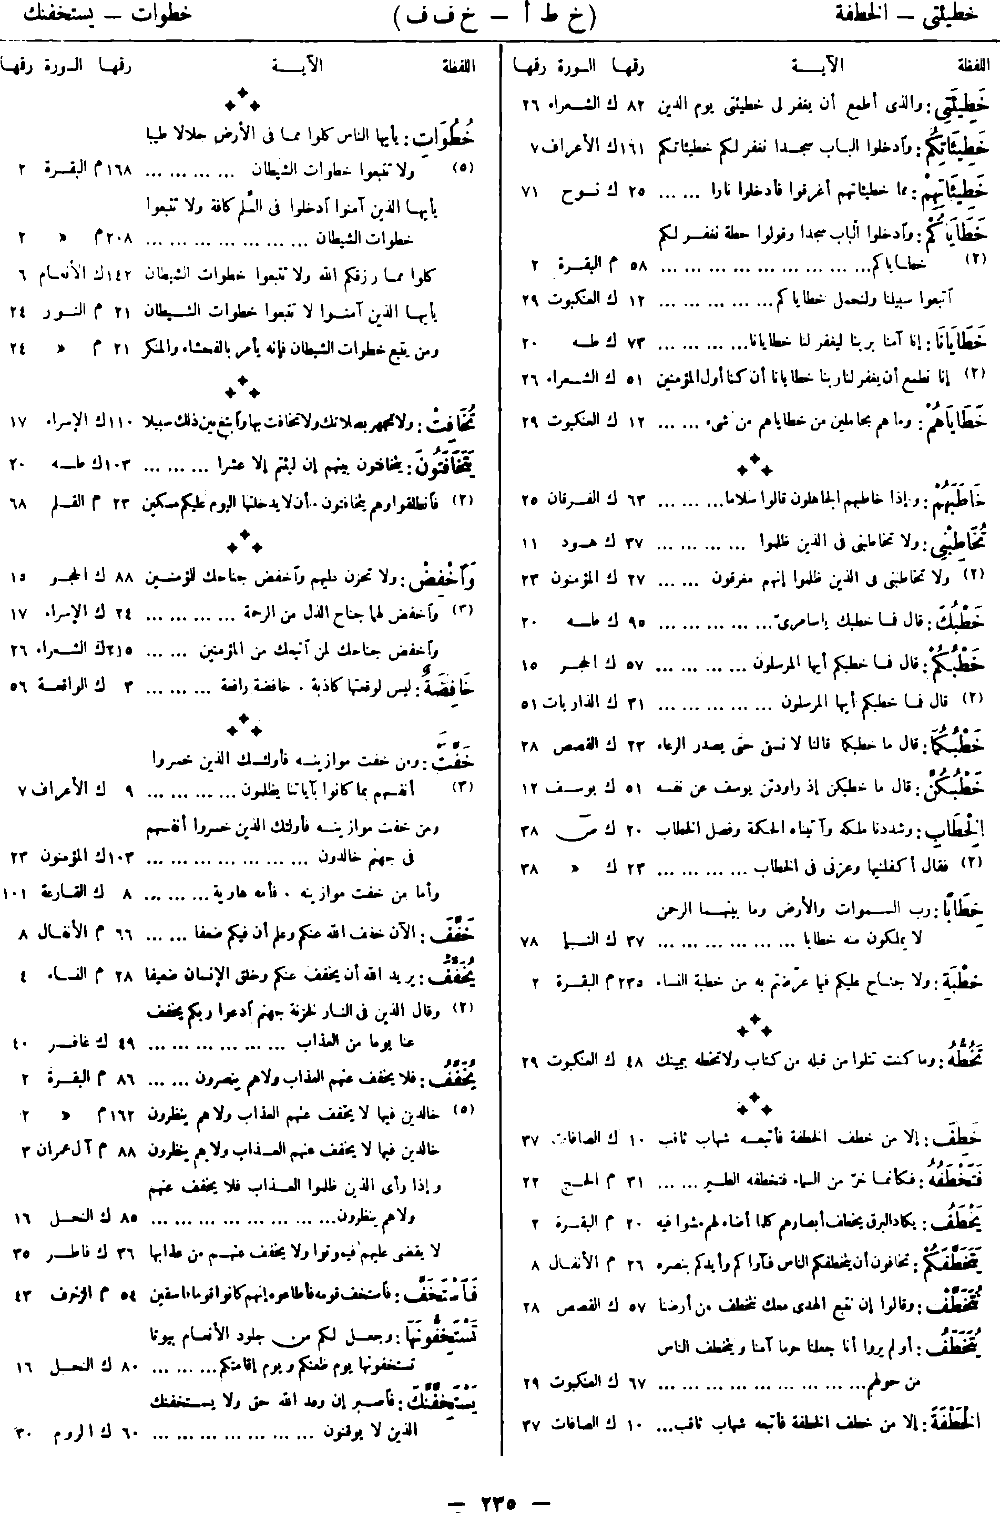 خطيئتى – الخطفة (خ ط أ – خ ف ف) خطوات – يستخفنك
اللفظة الآيـــة رقمها السورة رقمها
خَطِيئَتِي : والذى أطمع أن يغفر لى خطيئتى يوم الدين ٨٢ ك الشعراء ٢٦
خَطِيئَاتِكُمْ : وادخلوا الباب سجدا نغفر لكم خطيئاتكم ١٦١ك الأعراف ٧
خَطِيئَاتِهِمْ : مما خطيئاتهم أغرقوا فأدخلوا نارا ... ... ٢٥ ك نوح ٧١
خَطَايَاكُمْ : وادخلوا الباب سجدا وقولوا حطة نغفر لكم
(٢) خطاياكم... ... ... ... ... ... ... ٥٨ م البقرة ٢
اتبعوا سبيلنا ولنحمل خطاياكم... ... ... ... ١٢ ك العنكبوت ٢٩
خَطَايَانَا : إنا آمنا بربنا ليغفر لنا خطايانا... ... ... ٧٣ ك طه ٢٠
(٢) إنا نطمع أن يغفر لنا ربنا خطايانا أن كنا أول المؤمنين ٥١ ك الشعراء ٢٦
خَطَايَاهُمْ : وما هم بحاملين من خطاياهم من شىء ... ... ١٢ ك العنكبوت ٢٩
خَاطَبَهُمْ : وإذا خاطبهم الجاهلون قالوا سلاما... ... ... ٦٣ ك الفرقان ٢٥
تُخَاطِبْنِي : ولا تخاطبنى فى الذين ظلموا ... ... ... ٣٧ ك هود ١١
(٢) ولا تخاطبنى فى الذين ظلموا إنهم مغرقون ... ... ٢٧ ك المؤمنون ٢٣
خَطْبُكَ : قال فما خطبك ياسامرىّ... ... ... ... ٩٥ ك طه ٢٠
خَطْبُكُمْ : قال فما خطبكم أيها المرسلون ... ... ... ٥٧ ك الحجر ١٥
(٢) قال فما خطبكم أيها المرسلون ... ... ... ... ٣١ ك الذاريات ٥١
خَطْبُكُمَا : قال ما خطبكما قالتا لا نسقى حتى يصدر الرعاء ٢٣ ك القصص ٢٨
خَطْبُكُنَّ : قال ما خطبكن إذ راودتن يوسف عن نفسه ٥١ ك يوسف ١٢
الْخِطَابِ : وشددنا ملكه وآتيناه الحكمة وفصل الخطاب ٢٠ ك صۤ ٣٨
(٢) فقال أكفلنيها وعزنى فى الخطاب ... ... ... ٢٣ ك « ٣٨
خِطَابًا : رب السموات والأرض وما بينهما الرحمن
لا يملكون منه خطابا ... ... ... ... ... ... ٣٧ ك النبإ ٧٨
خِطْبَةِ : ولا جناح عليكم فيما عرّضتم به من خطبة النساء ٢٣٥م البقرة ٢
تَخُطُّهُ : وما كنت تتلوا من قبله من كتاب ولا تخطه بيمينك ٤٨ ك العنكبوت ٢٩
خَطِفَ : إلا من خطف الخطفة فأتبعه شهاب ثاقب ١٠ ك الصافات ٣٧
فَتَخْطَفُهُ : فكأنما خرّ من السماء فتخطفه الطير ... ... ٣١ م الحج ٢٢
يَخْطَفُ : يكاد البرق يخطف أبصارهم كلما أضاء لهم مشوا فيه ٢٠ م البقرة ٢
يَتَخَطَّفَكُمُ : تخافون أن يتخطفكم الناس فآواكم وأيدكم بنصره ٢٦ م الأنفال ٨
نُتَخَطَّفْ : وقالوا إن نتبع الهدى معك نتخطف من أرضنا ٥٧ ك القصص ٢٨
يُتَخَطَّفُ : أولم يروا أنا جعلنا حرما آمنا ويتخطف الناس
من حولهم... ... ... ... ... ... ... ٦٧ ك العنكبوت ٢٩
الْخَطْفَةَ : إلا من خطف الخطفة فأتبعه شهاب ثاقب... ١٠ ك الصافات ٣٧
اللفظة الآيـــة رقمها السورة رقمها
خُطُوَاتِ : يأيها الناس كلوا مما فى الأرض حلالا طيبا
(٥) ولا تتبعوا خطوات الشيطان ... ... ... ... ١٦٨م البقرة ٢
يأيها الذين آمنوا ادخلوا فى السِّلم كافة ولا تتبعوا
خطوات الشيطان ... ... ... ... ... ... ٢٠٨م « ٢
كلوا مما رزقكم الله ولا تتبعوا خطوات الشيطان ١٤٢ك الأنعام ٦
يأيها الذين آمنوا لا تتبعوا خطوات الشيطان ٢١ م النور ٢٤
ومن يتبع خطوات الشيطان فإنه يأمر بالفحشاء والمنكر ٢١ م « ٢٤
تُخَافِتْ : ولا تجهر بصلاتك ولا تخافت بها وابتغ بين ذلك سبيلا ١١٠ك الإسراء ١٧
يَتَخَافَتُونَ : يتخافتون بينهم إن لبثتم إلا عشرا ... ... ... ١٠٣ك طه ٢٠
(٢) فانطلقوا وهم يتخافتون ۰ أن لا يدخلنها اليوم عليكم مسكين ٢٣ م القلم ٦٨
وَاخْفِضْ : ولا تحزن عليهم واخفض جناحك للمؤمنين ٨٨ ك الحجر ١٥
(٣) واخفض لهما جناح الذل من الرحمة ... ... ... ٢٤ ك الإسراء ١٧
واخفض جناحك لمن اتبعك من المؤمنين ... ... ٢١٥ك الشعراء ٢٦
خَافِضَةٌ : ليس لوقعتها كاذبة ۰ خافضة رافعة ... ... ... ٣ ك الواقعة ٥٦
خَفَّتْ : ومن خفت موازينه فأولئك الذين خسروا
(٣) أنفسهم بما كانوا بآياتنا يظلمون ... ... ... ... ٩ ك الأعراف ٧
ومن خفت موازينه فأولئك الذين خسروا أنفسهم
فى جهنم خالدون ... ... ... ... ... ... ١٠٣ك المؤمنون ٢٣
وأما من خفت موازينه ۰ فأمه هاوية ... ... ... ٨ ك القارعة ١٠١
خَفَّفَ : الآن خفف الله عنكم وعلم أن فيكم ضعفا ... ... ٦٦ م الأنفال ٨
يُخَفِّفَ : يريد الله أن يخفف عنكم وخلق الإنسان ضعيفا ٢٨ م النساء ٤
(٢) وقال الذين فى النار لخزنة جهنم ادعوا ربكم يخفف
عنا يوما من العذاب ... ... ... ... ... ... ٤٩ ك غافر ٤٠
يُخَفَّفُ : فلا يخفف عنهم العذاب ولا هم ينصرون ... ... ٨٦ م البقرة ٢
(٥) خالدين فيها لا يخفف عنهم العذاب ولا هم ينظرون ١٦٢م « ٢
خالدين فيها لا يخفف عنهم العذاب ولا هم ينظرون ٨٨ م آل عمران ٣
وإذا رأى الذين ظلموا العذاب فلا يخفف عنهم
ولا هم ينظرون... ... ... ... ... ... ... ٨٥ ك النحل ١٦
لا يقضى عليهم فيموتوا ولا يخفف عنهم من عذابها ٣٦ ك فاطر ٣٥
فَاسْتَخَفَّ : فاستخف قومه فأطاعوه إنهم كانوا قوما فاسقين ٥٤ م الزخرف ٤٣
تَسْتَخِفُّونَهَا : وجعل لكم من جلود الأنعام بيوتا
تستخفونها يوم ظعنكم ويوم إقامتكم... ... ... ٨٠ ك النحل ١٦
يَسْتَخِفَّنَّكَ : فاصبر إن وعد الله حق ولا يستخفنك
الذين لا يوقنون ... ... ... ... ... ... ... ٦٠ ك الروم ٣٠
– ٢٣٥ –